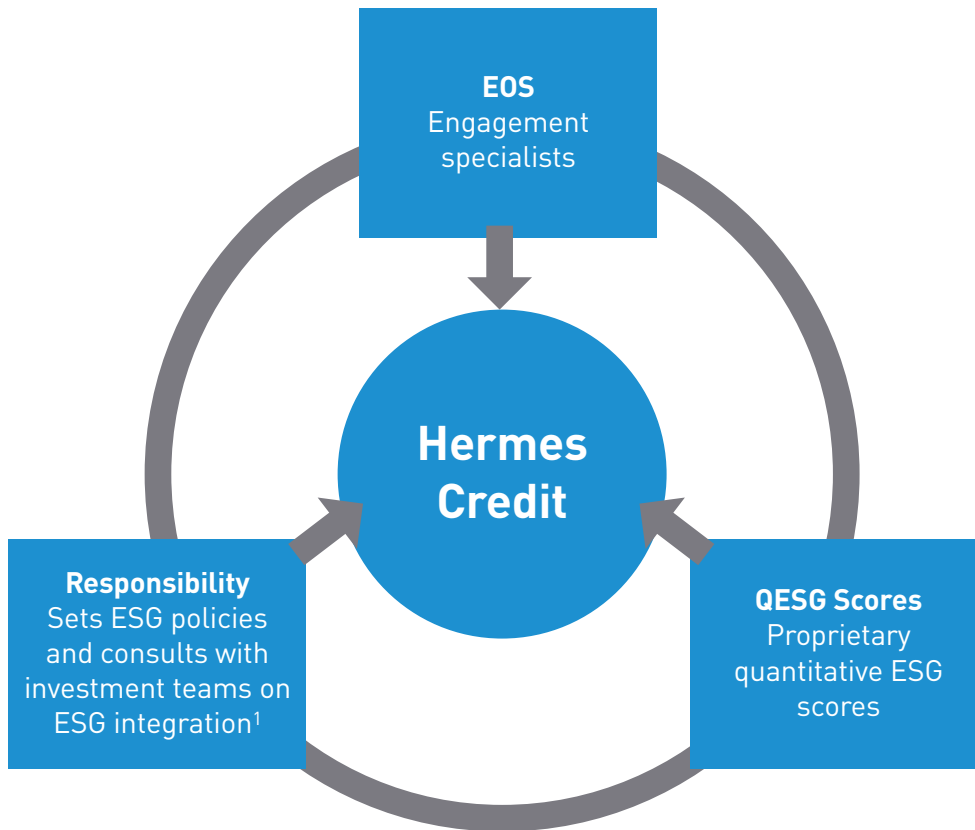 EOS
Engagement
specialists
Hermes
Credit
Responsibility
Sets ESG policies
and consults with
investment teams on
ESG integration¹
QESG Scores
Proprietary
quantitative ESG
scores